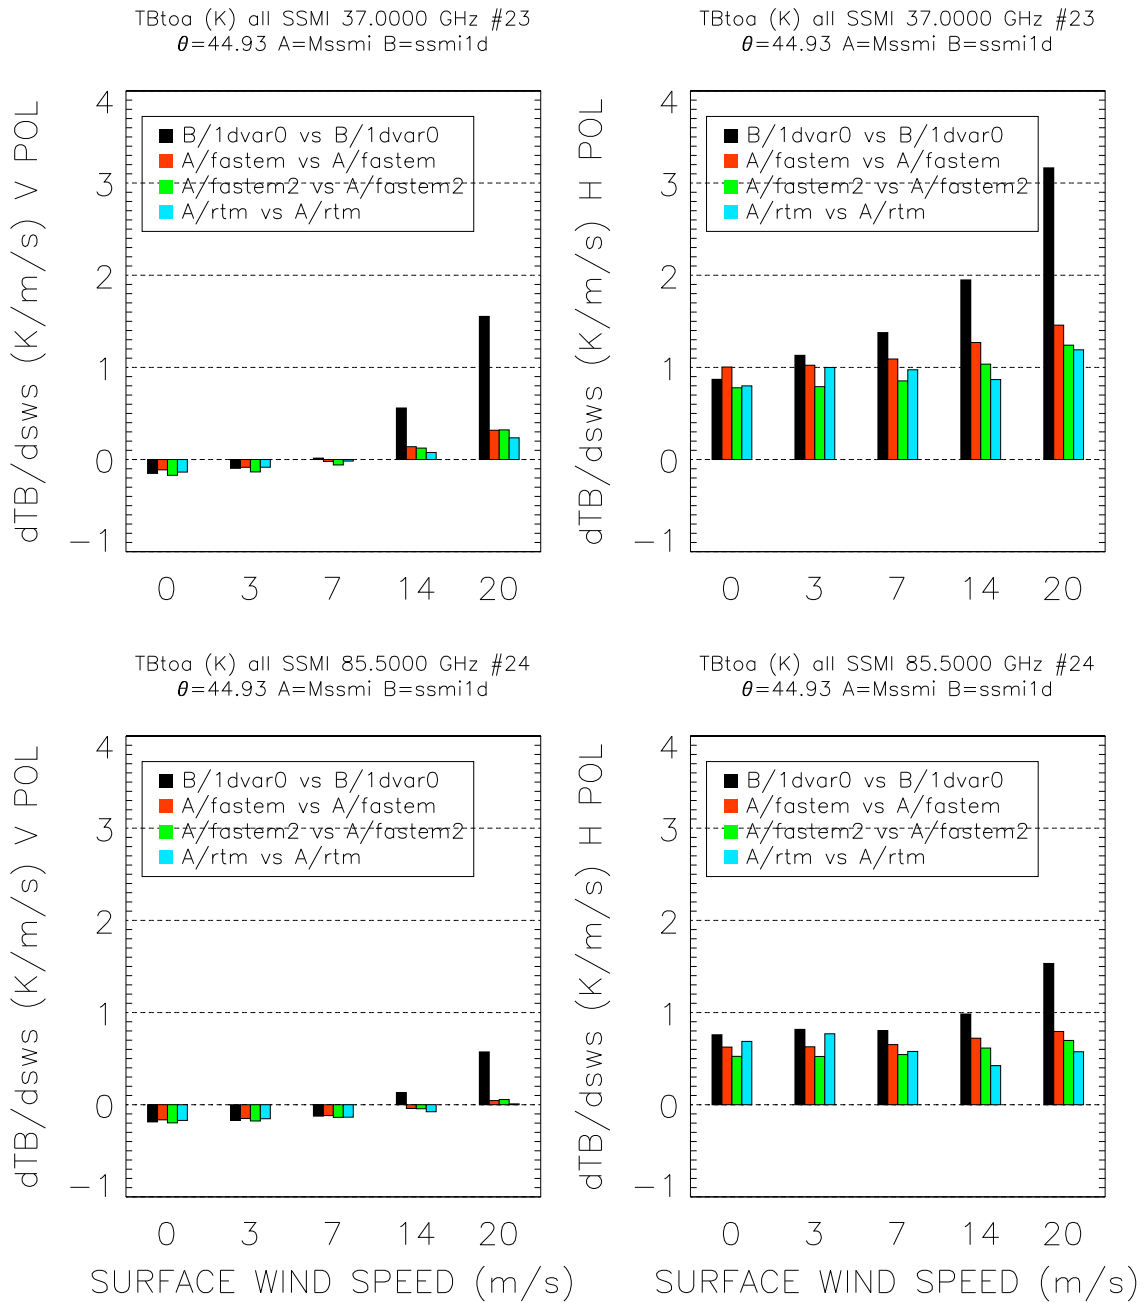 TBtoa (K) all SSMI 37.0000 GHz #23
θ=44.93 A=Mssmi B=ssmi1d
dTB/dsws (K/m/s) V POL
4
3
2
1
0
−1
B/1dvar0 vs B/1dvar0
A/fastem vs A/fastem
A/fastem2 vs A/fastem2
A/rtm vs A/rtm
0 3 7 14 20
TBtoa (K) all SSMI 37.0000 GHz #23
θ=44.93 A=Mssmi B=ssmi1d
dTB/dsws (K/m/s) H POL
4
3
2
1
0
−1
B/1dvar0 vs B/1dvar0
A/fastem vs A/fastem
A/fastem2 vs A/fastem2
A/rtm vs A/rtm
0 3 7 14 20
TBtoa (K) all SSMI 85.5000 GHz #24
θ=44.93 A=Mssmi B=ssmi1d
dTB/dsws (K/m/s) V POL
4
3
2
1
0
−1
B/1dvar0 vs B/1dvar0
A/fastem vs A/fastem
A/fastem2 vs A/fastem2
A/rtm vs A/rtm
0 3 7 14 20
SURFACE WIND SPEED (m/s)
TBtoa (K) all SSMI 85.5000 GHz #24
θ=44.93 A=Mssmi B=ssmi1d
dTB/dsws (K/m/s) H POL
4
3
2
1
0
−1
B/1dvar0 vs B/1dvar0
A/fastem vs A/fastem
A/fastem2 vs A/fastem2
A/rtm vs A/rtm
0 3 7 14 20
SURFACE WIND SPEED (m/s)